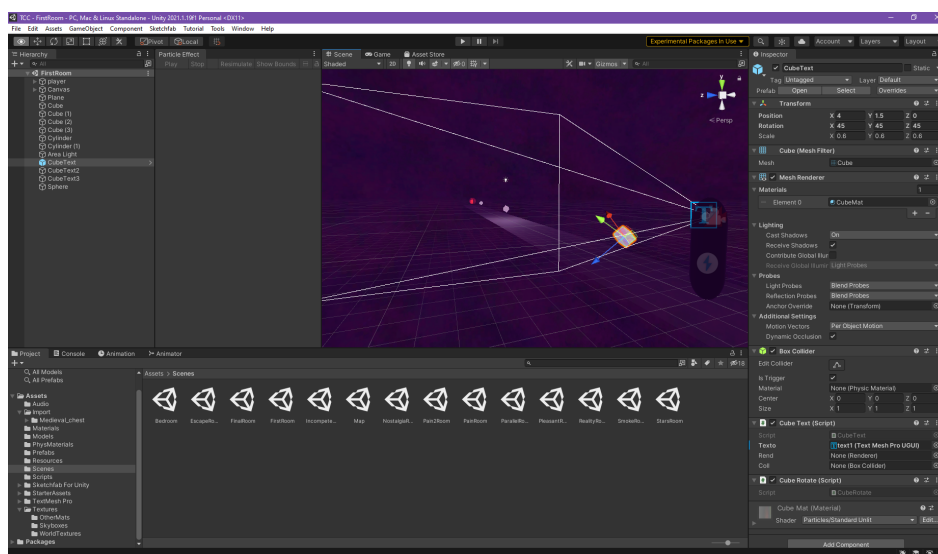 TCC - FirstRoom - PC, Mac & Linux Standalone - Unity 2021.1.19f1 Personal <DX11>
File Edit Assets GameObject Component Sketchfab Tutorial Tools Window Help
Pivot Local
Experimental Packages In Use
Account Layers Layout
Hierarchy
All
FirstRoom
player
Canvas
Plane
Cube
Cube (1)
Cube (2)
Cube (3)
Cylinder
Cylinder (1)
Area Light
CubeText
CubeText2
CubeText3
Sphere
Particle Effect
Play Stop Resimulate Show Bounds
Scene Game Asset Store
Shaded 2D Gizmos All
y
z
Persp
Inspector
CubeText Static
Tag Untagged Layer Default
Prefab Open Select Overrides
Transform
Position X 4 Y 1.5 Z 0
Rotation X 45 Y 45 Z 45
Scale X 0.6 Y 0.6 Z 0.6
Cube (Mesh Filter)
Mesh Cube
Mesh Renderer
Materials 1
Element 0 CubeMat
Lighting
Cast Shadows On
Receive Shadows
Contribute Global Illur
Receive Global Illumir Light Probes
Probes
Light Probes Blend Probes
Reflection Probes Blend Probes
Anchor Override None (Transform)
Additional Settings
Motion Vectors Per Object Motion
Dynamic Occlusion
Box Collider
Edit Collider
Is Trigger
Material None (Physic Material)
Center X 0 Y 0 Z 0
Size X 1 Y 1 Z 1
Cube Text (Script)
Script CubeText
Texto text1 (Text Mesh Pro UGUI)
Rend None (Renderer)
Coll None (Box Collider)
Cube Rotate (Script)
Script CubeRotate
Cube Mat (Material)
Shader Particles/Standard Unlit Edit...
Add Component
Project Console Animation Animator
18
All Models
All Prefabs
Assets
Audio
Import
Medieval_chest
Materials
Models
PhysMaterials
Prefabs
Resources
Scenes
Scripts
Sketchfab For Unity
StarterAssets
TextMesh Pro
Textures
OtherMats
Skyboxes
WorldTextures
Packages
Assets > Scenes
Bedroom EscapeRo... FinalRoom FirstRoom Incompete... Map NostalgiaR... Pain2Room PainRoom ParallelRo... PleasantR... RealityRo... SmokeRo... StarsRoom